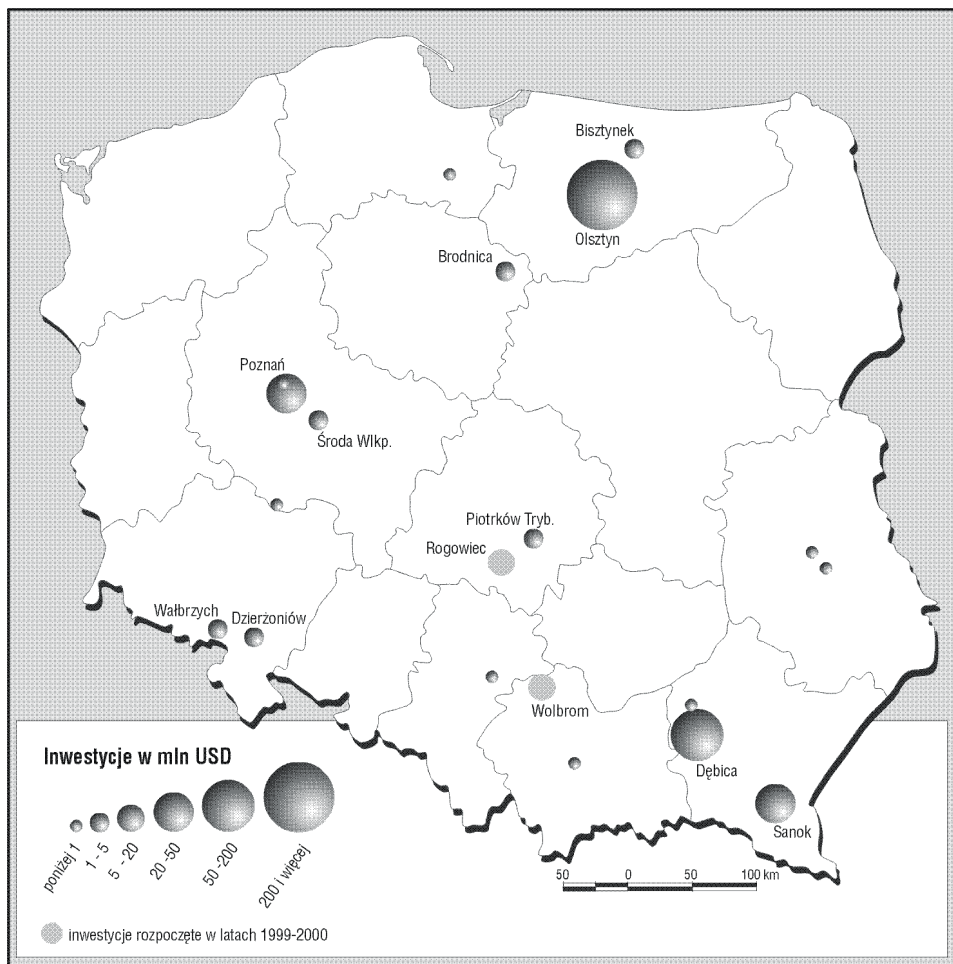 Bisztynek
Olsztyn
Brodnica
Poznań
Środa Wlkp.
Piotrków Tryb.
Rogowiec
Wałbrzych
Dzierżoniów
Wolbrom
Dębica
Sanok
Inwestycje w mln USD
poniżej 1
1 - 5
5 - 20
20 -50
50 -200
200 i więcej
50 0 50 100 km
inwestycje rozpoczęte w latach 1999-2000